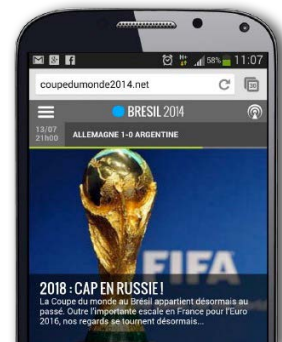 58% 11:07
coupedumonde2014.net
BRESIL 2014
13/07
21h00
ALLEMAGNE 1-0 ARGENTINE
FIFA
2018 : CAP EN RUSSIE !
La Coupe du monde au Brésil appartient désormais au
passé. Outre l'importante escale en France pour l'Euro
2016, nos regards se tournent désormais...